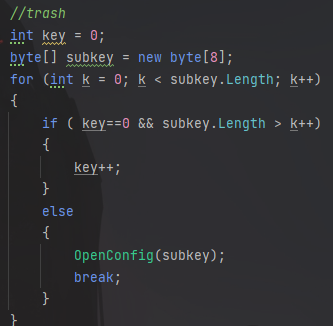 //trash
int key = 0;
byte[] subkey = new byte[8];
for (int k = 0; k < subkey.Length; k++)
{
    if ( key==0 && subkey.Length > k++)
    {
        key++;
    }
    else
    {
        OpenConfig(subkey);
        break;
    }
}